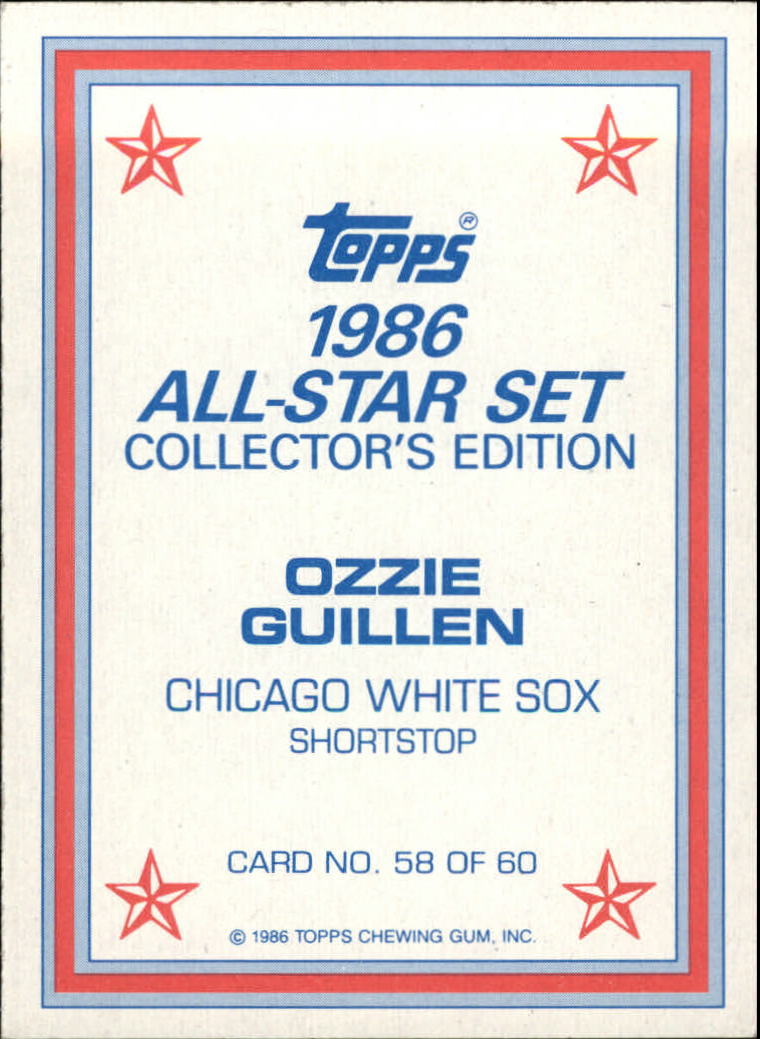 topps®
1986
ALL-STAR SET
COLLECTOR'S EDITION
OZZIE
GUILLEN
CHICAGO WHITE SOX
SHORTSTOP
CARD NO. 58 OF 60
© 1986 TOPPS CHEWING GUM, INC.